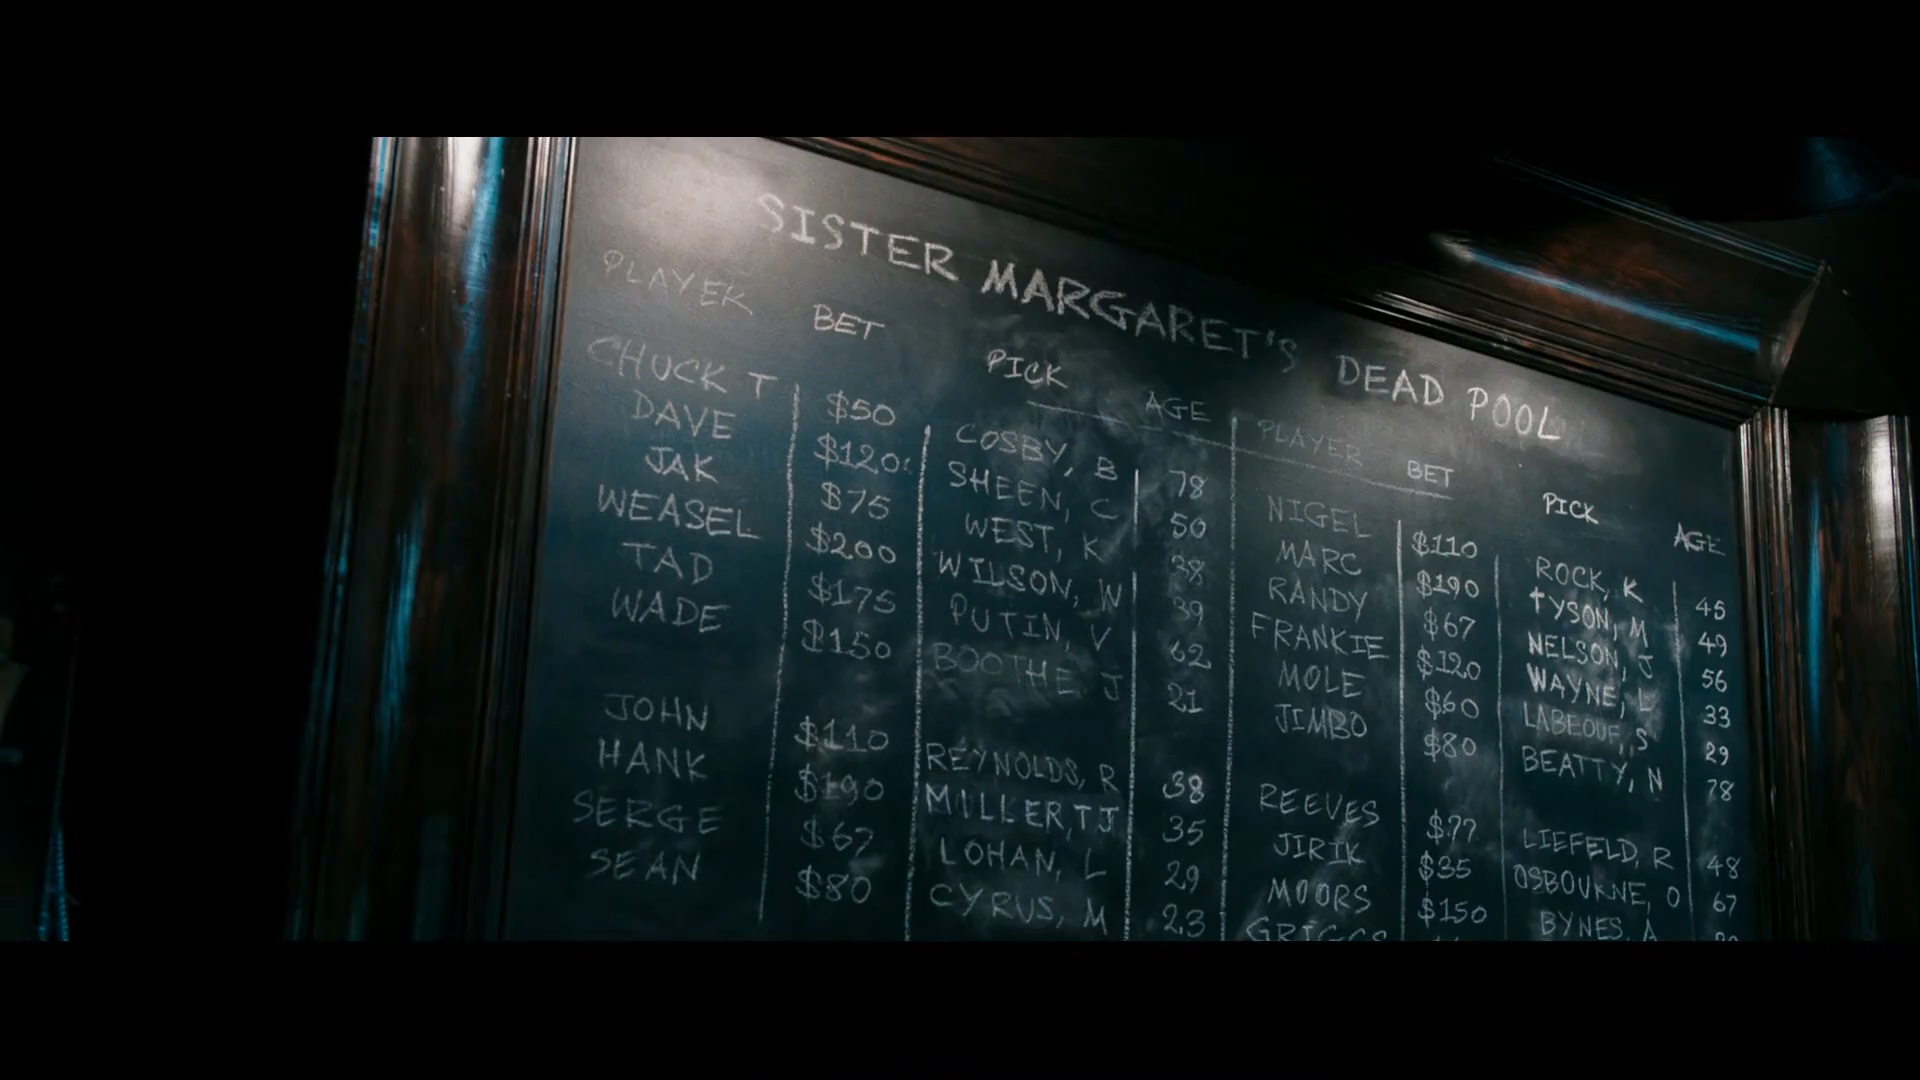 SISTER MARGARET'S DEAD POOL
PLAYER BET PICK AGE PLAYER BET PICK AGE
CHUCK T $50 COSBY, B 78 NIGEL $110 ROCK, K 45
DAVE $120 SHEEN, C 50 MARC $190 TYSON, M 49
JAK $75 WEST, K 38 RANDY $67 NELSON, J 56
WEASEL $200 WILSON, W 39 FRANKIE $120 WAYNE, L 33
TAD $175 PUTIN, V 62 MOLE $60 LABEOUF, S 29
WADE $150 BOOTHE J 21 JIMBO $80 BEATTY, N 78
JOHN $110 REYNOLDS, R 38 REEVES $77 LIEFELD, R 48
HANK $190 MILLER, TJ 35 JIRIK $35 OSBOURNE, O 67
SERGE $67 LOHAN, L 29 MOORS $150 BYNES, A
SEAN $80 CYRUS, M 23 GRIGGS